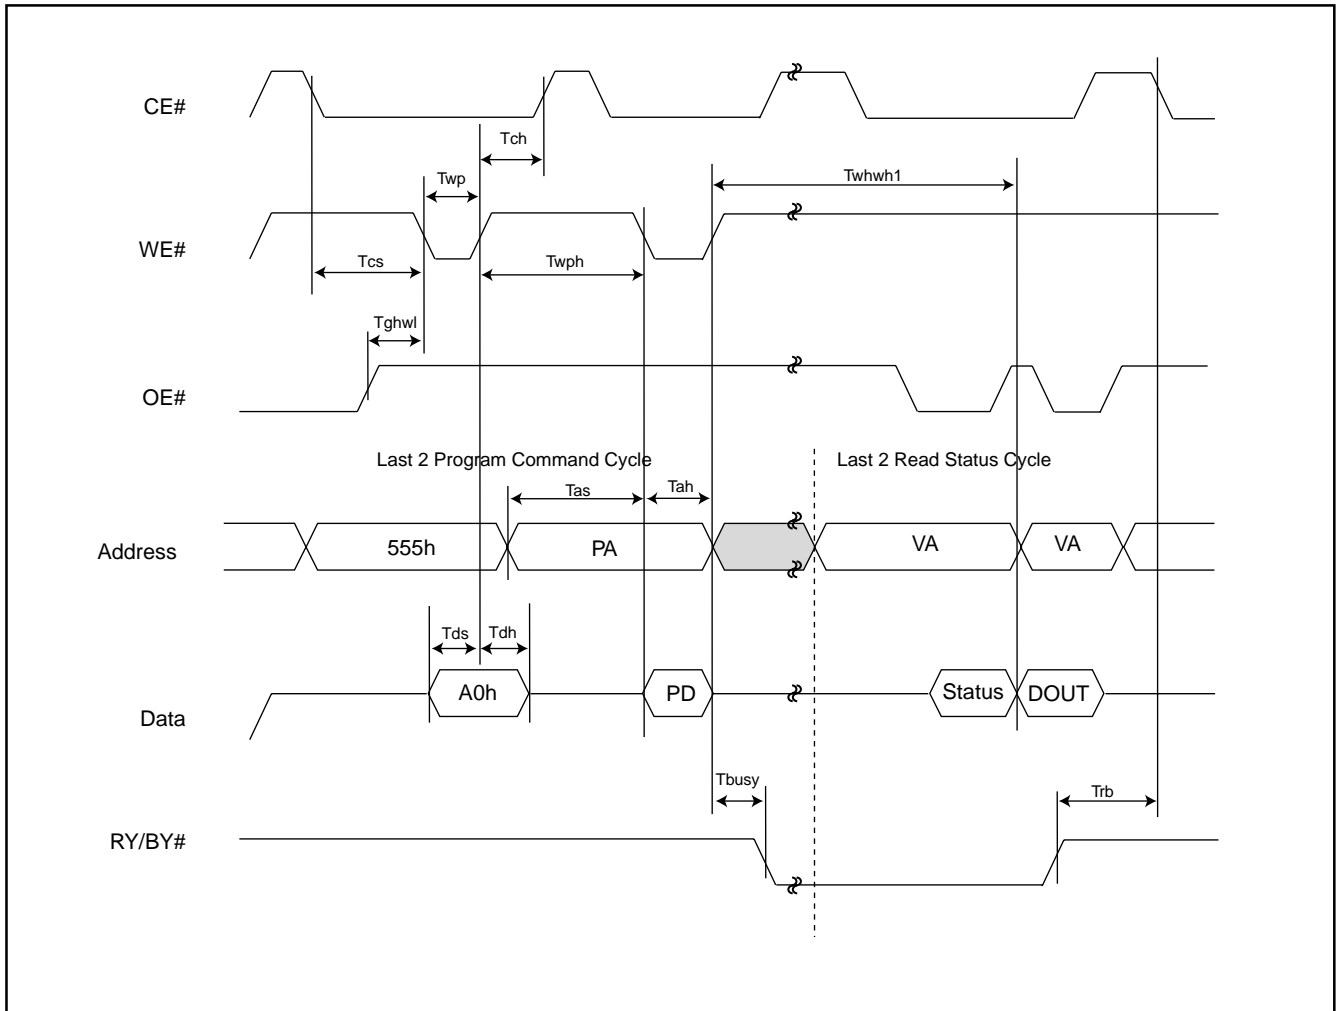 CE#
Tch
Twp
Twhwh1
WE#
Tcs
Twph
Tghwl
OE#
Last 2 Program Command Cycle
Last 2 Read Status Cycle
Tas
Tah
Address
555h
PA
VA
VA
Tds
Tdh
Data
A0h
PD
Status
DOUT
Tbusy
Trb
RY/BY#